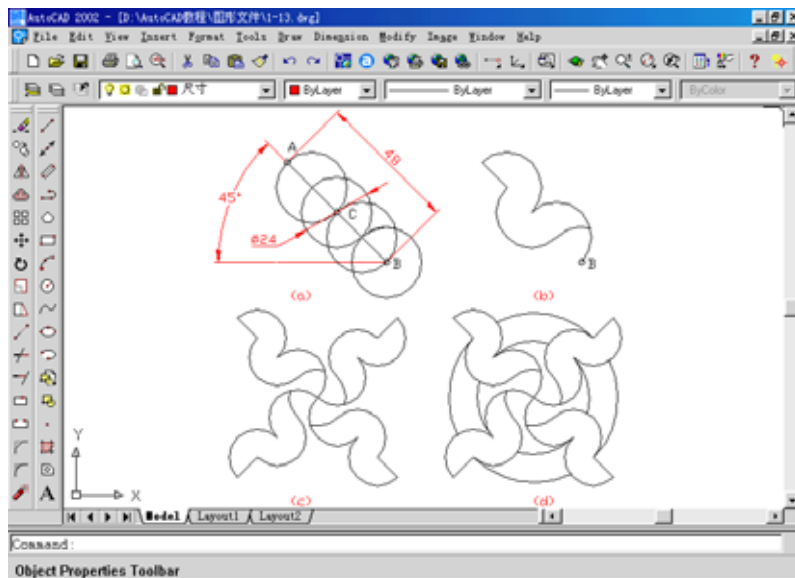 AutoCAD 2002 - [D:\AutoCAD教程\图形文件\1-13.dwg]
File Edit View Insert Format Tools Draw Dimension Modify Image Window Help
尺寸 ByLayer ByLayer ByLayer ByColor
A
48
45°
C
ø24
B
B
(a)
(b)
Y
X
(c)
(d)
Model Layout1 Layout2
Command:
Object Properties Toolbar